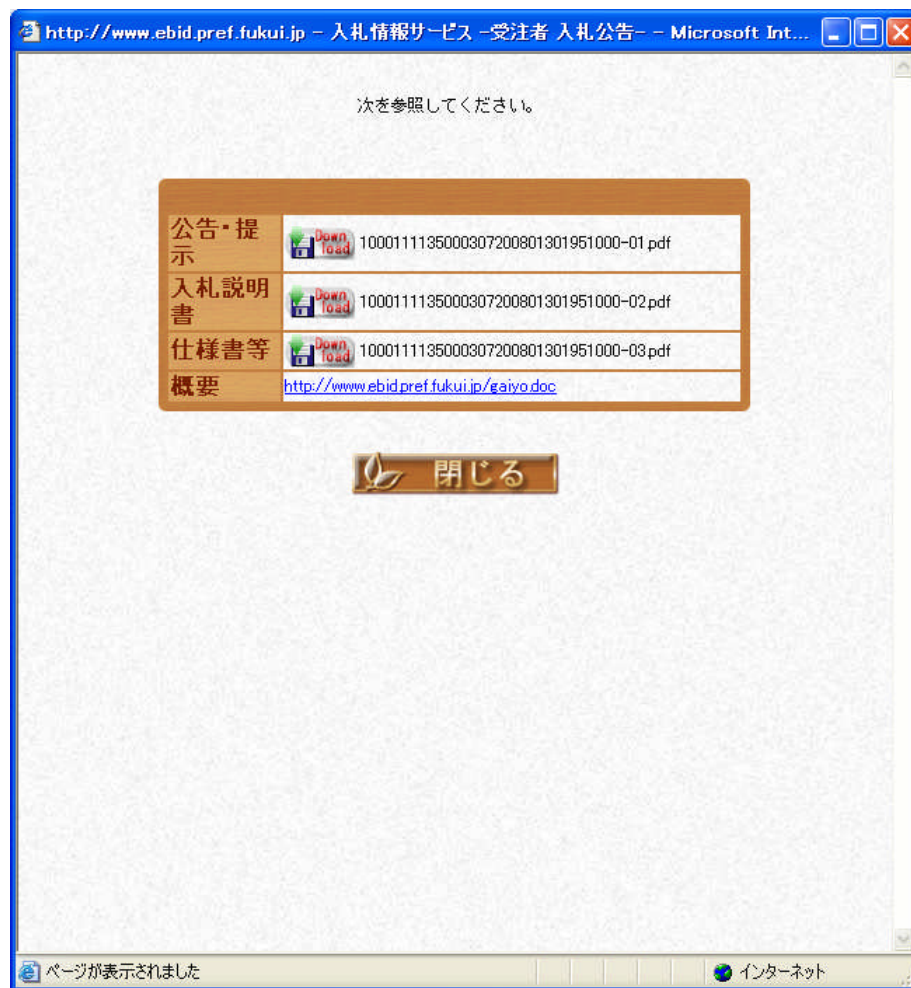 http://www.ebid.pref.fukui.jp - 入札情報サービス -受注者 入札公告- - Microsoft Int...
次を参照してください。
公告・提
示
Down load 1000111135000307200801301951000-01.pdf
入札説明
書
Down load 1000111135000307200801301951000-02.pdf
仕様書等
Down load 1000111135000307200801301951000-03.pdf
概要
http://www.ebid.pref.fukui.jp/gaiyo.doc
閉じる
ページが表示されました
インターネット